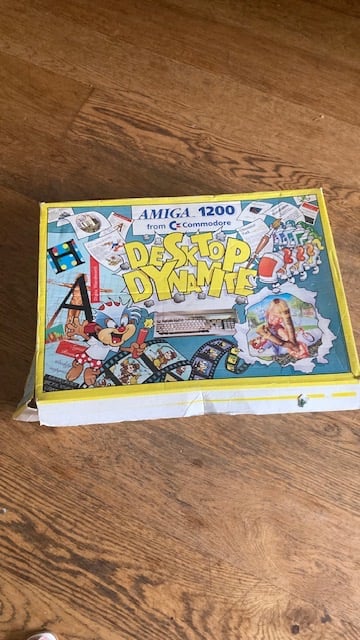 AMIGA 1200
from C= Commodore
DESKTOP
DYNAMITE
H
A